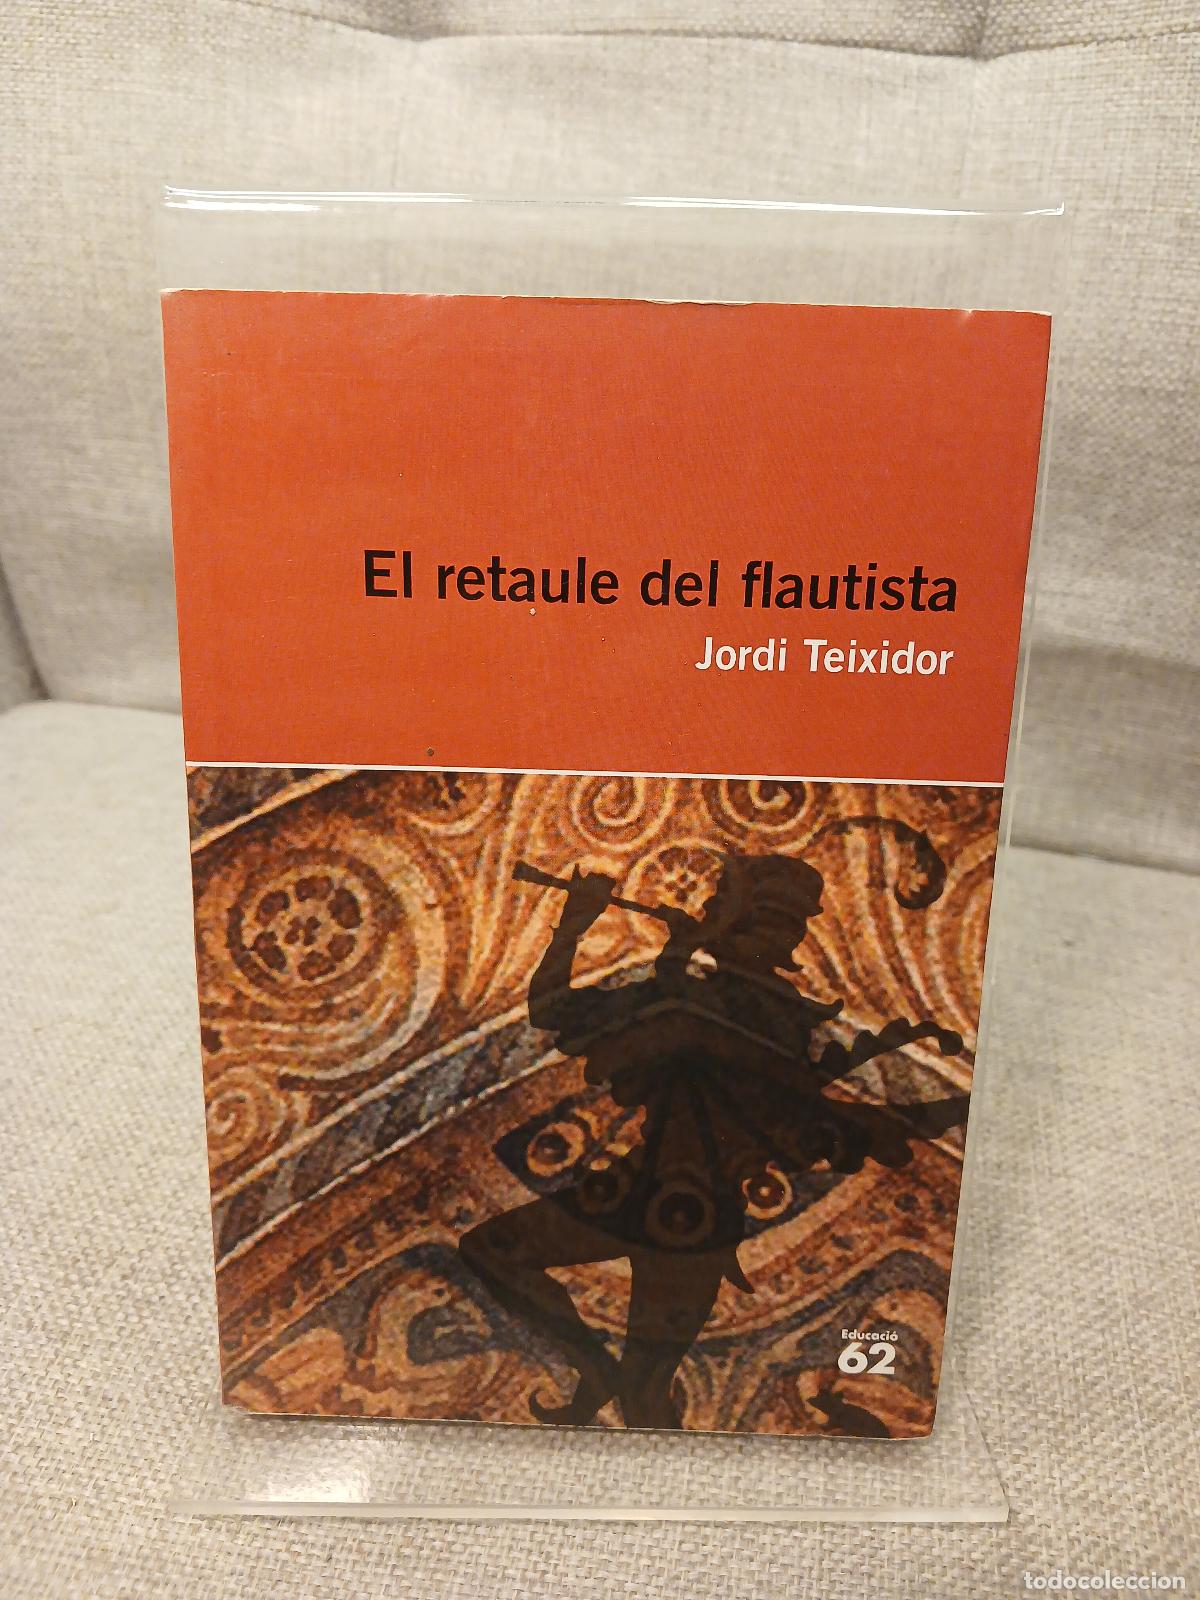 El retaule del flautista
Jordi Teixidor
Educació
62
todocoleccion